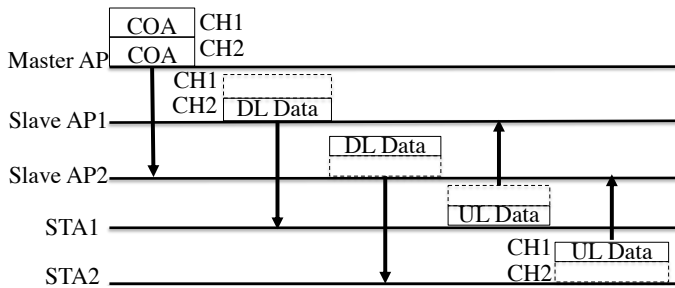 COA CH1
COA CH2
Master AP
CH1
CH2 DL Data
Slave AP1
DL Data
Slave AP2
UL Data
STA1
CH1 UL Data
CH2
STA2